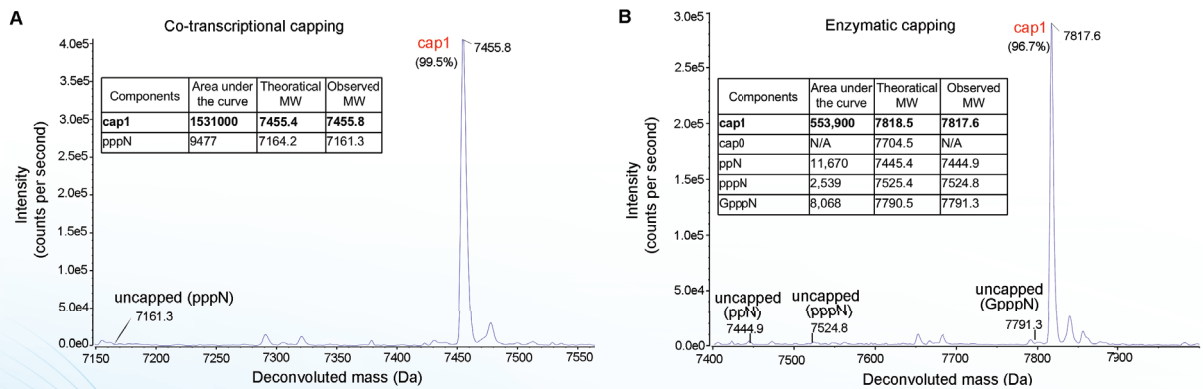 A
Co-transcriptional capping
cap1
(99.5%)
7455.8
4.0e5
3.5e5
3.0e5
2.5e5
2.0e5
1.5e5
1.0e5
5.0e4
0.0e0
Intensity
(counts per second)
Components Area under the curve Theoratical MW Observed MW
cap1 1531000 7455.4 7455.8
pppN 9477 7164.2 7161.3
uncapped (pppN)
7161.3
7150 7200 7250 7300 7350 7400 7450 7500
Deconvoluted mass (Da)
B
Enzymatic capping
cap1
(96.7%)
7817.6
3.0e5
2.5e5
2.0e5
1.5e5
1.0e5
5.0e4
0.0e0
Intensity
(counts per second)
Components Area under the curve Theoratical MW Observed MW
cap1 553,900 7818.5 7817.6
cap0 N/A 7704.5 N/A
ppN 11,670 7445.4 7444.9
pppN 2,539 7525.4 7524.8
GpppN 8,068 7790.5 7791.3
uncapped
(ppN)
7444.9
uncapped
(pppN)
7524.8
uncapped
(GpppN)
7791.3
7400 7500 7600 7700 7800 7900
Deconvoluted mass (Da)